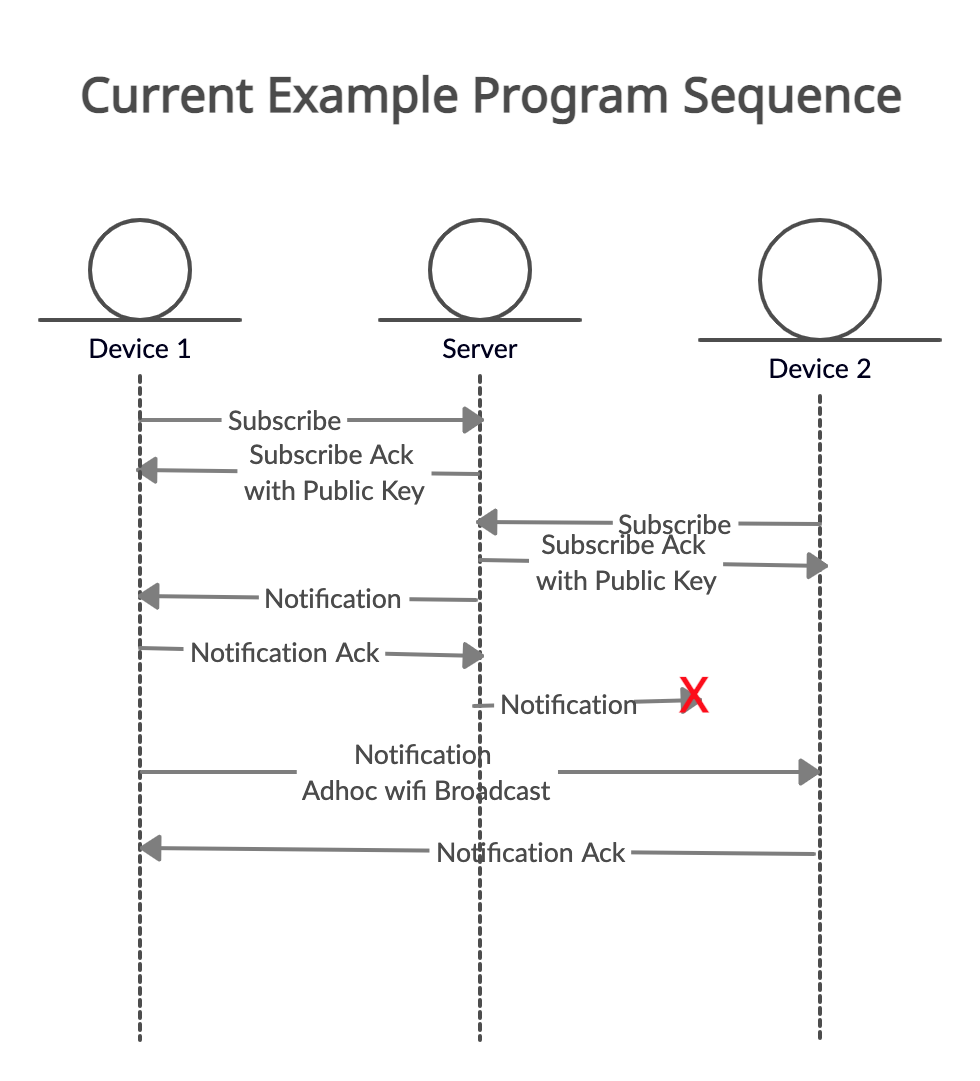 Current Example Program Sequence
Device 1
Server
Device 2
Subscribe
Subscribe Ack
with Public Key
Subscribe
Subscribe Ack
with Public Key
Notification
Notification Ack
Notification
X
Notification
Adhoc wifi Broadcast
Notification Ack